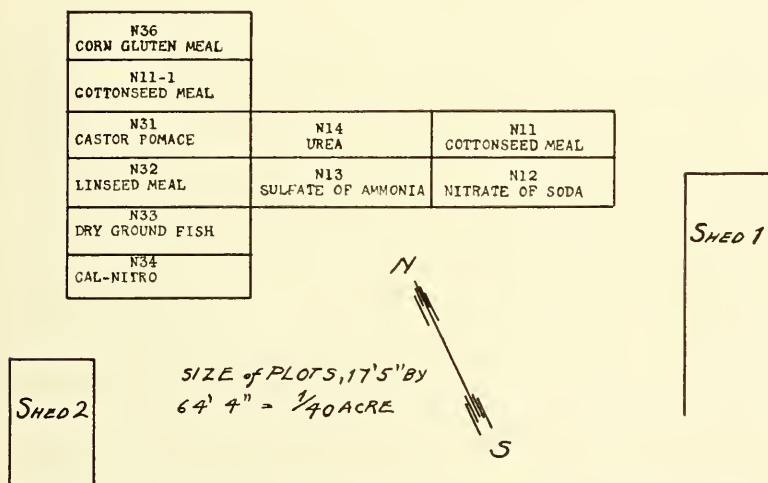 N36
CORN GLUTEN MEAL
N11-1
COTTONSEED MEAL
N31
CASTOR POMACE
N14
UREA
N11
COTTONSEED MEAL
N32
LINSEED MEAL
N13
SULFATE OF AMMONIA
N12
NITRATE OF SODA
N33
DRY GROUND FISH
N34
CAL-NITRO
SHED 1
N
SIZE of PLOTS, 17'5" BY
64' 4" = 1/40 ACRE
SHED 2
S